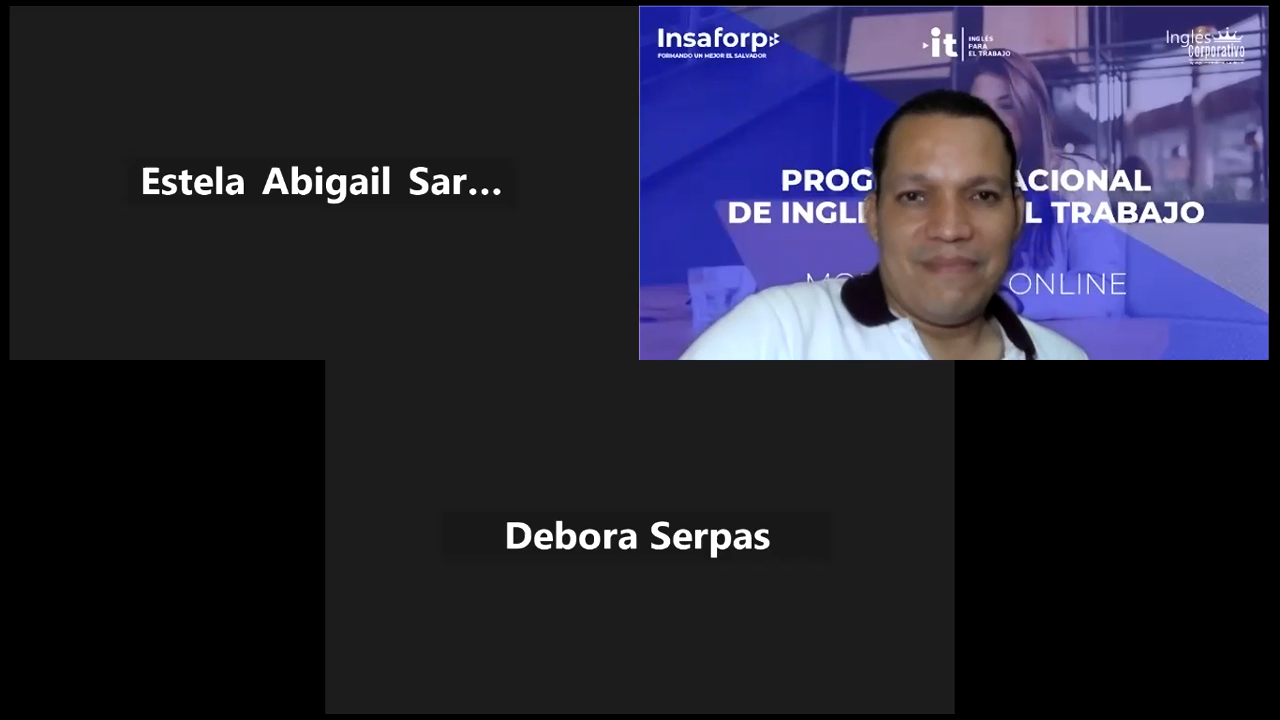 Estela Abigail Sar...
Insaforp
FORMANDO UN MEJOR EL SALVADOR
it
INGLÉS
PARA
EL TRABAJO
Inglés
Corporativo
PROG ACIONAL
DE INGL L TRABAJO
MO ONLINE
Debora Serpas